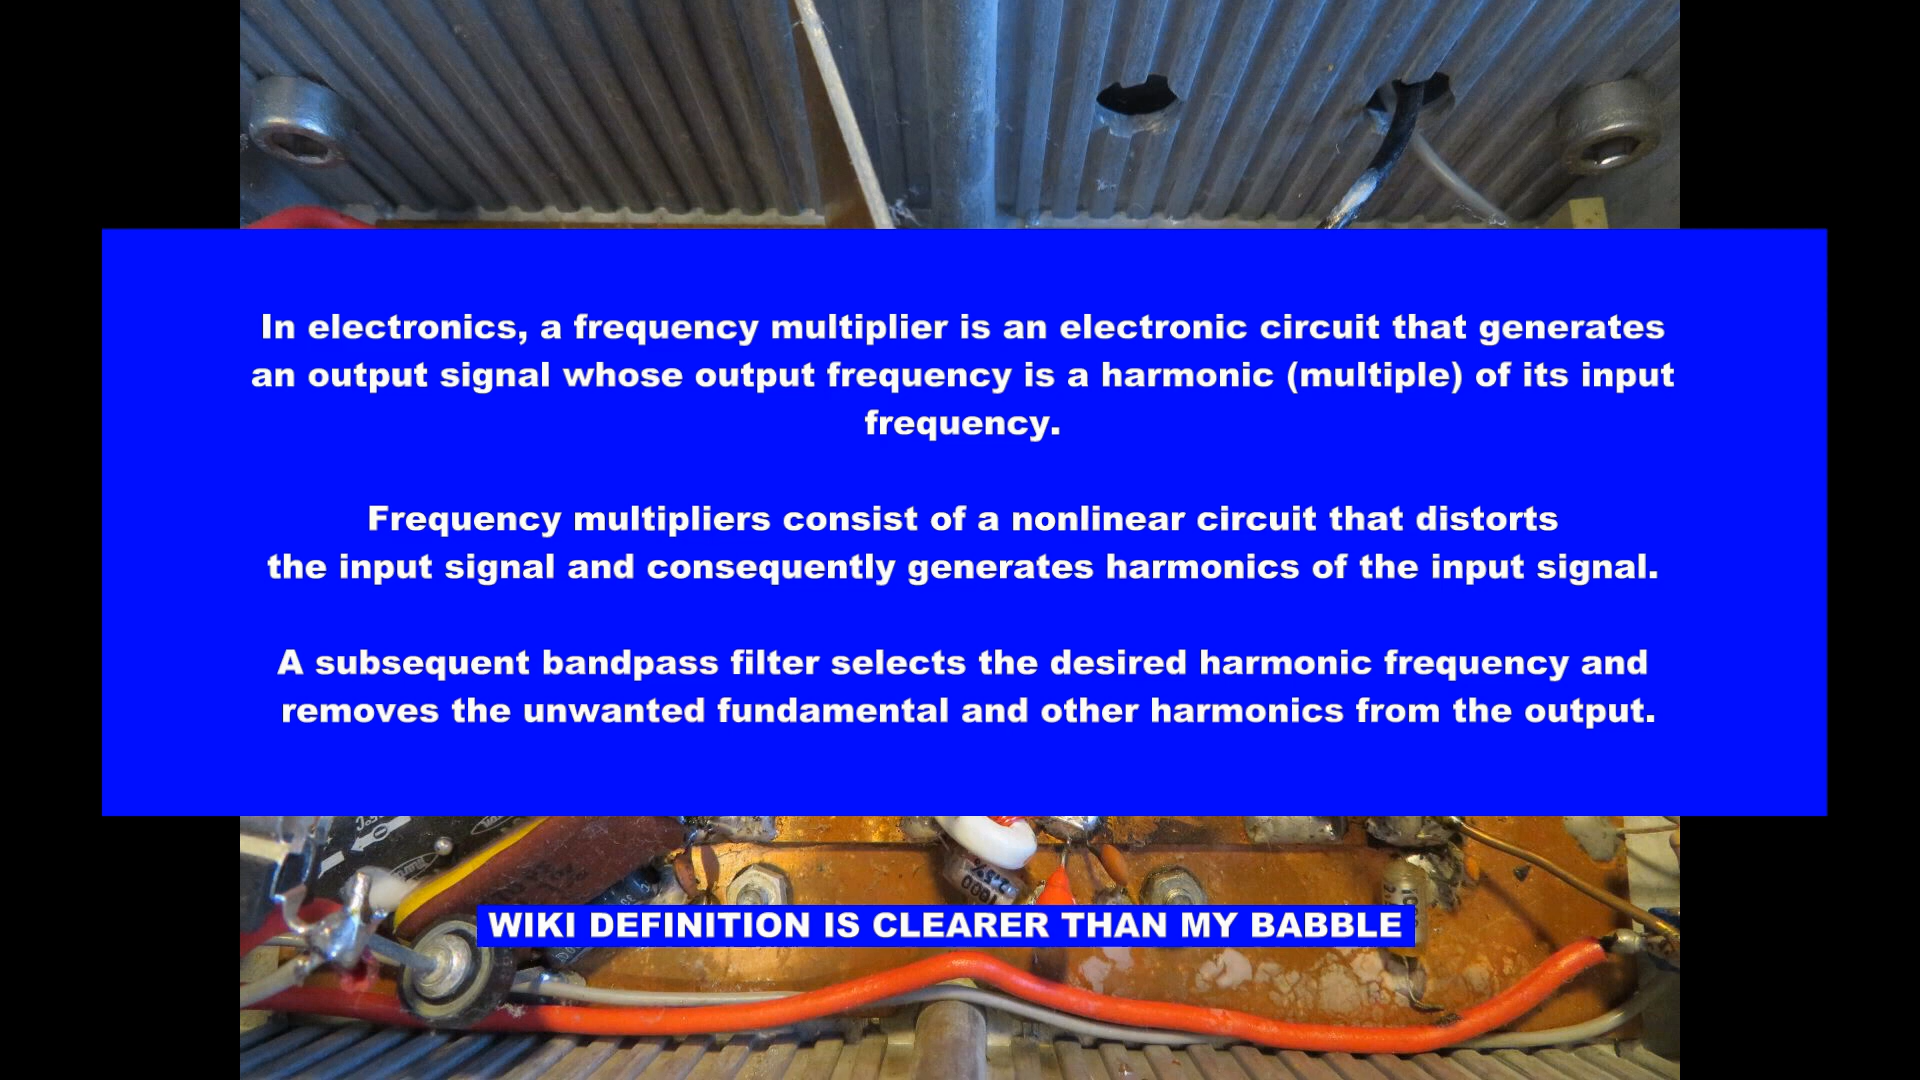 In electronics, a frequency multiplier is an electronic circuit that generates
an output signal whose output frequency is a harmonic (multiple) of its input
frequency.
Frequency multipliers consist of a nonlinear circuit that distorts
the input signal and consequently generates harmonics of the input signal.
A subsequent bandpass filter selects the desired harmonic frequency and
removes the unwanted fundamental and other harmonics from the output.
1000
2.5%
WIKI DEFINITION IS CLEARER THAN MY BABBLE